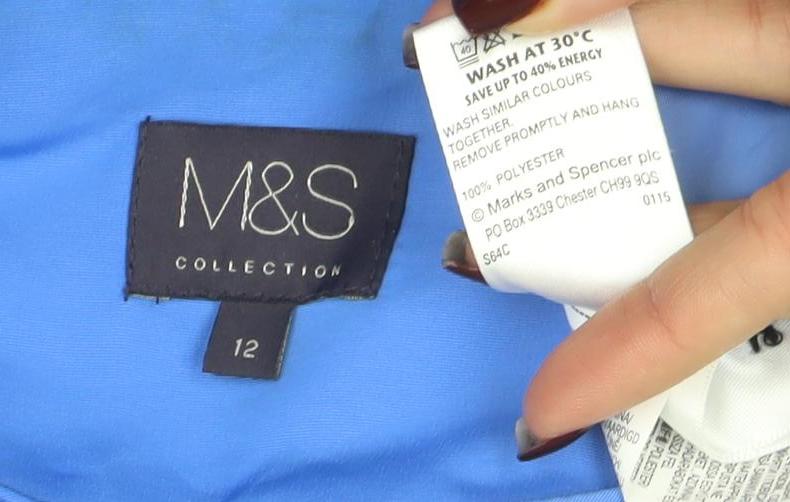 M&S
COLLECTION
12
40
WASH AT 30°C
SAVE UP TO 40% ENERGY
WASH SIMILAR COLOURS
TOGETHER.
REMOVE PROMPTLY AND HANG
100% POLYESTER
© Marks and Spencer plc
PO Box 3339 Chester CH99 9QS
0115
S64C